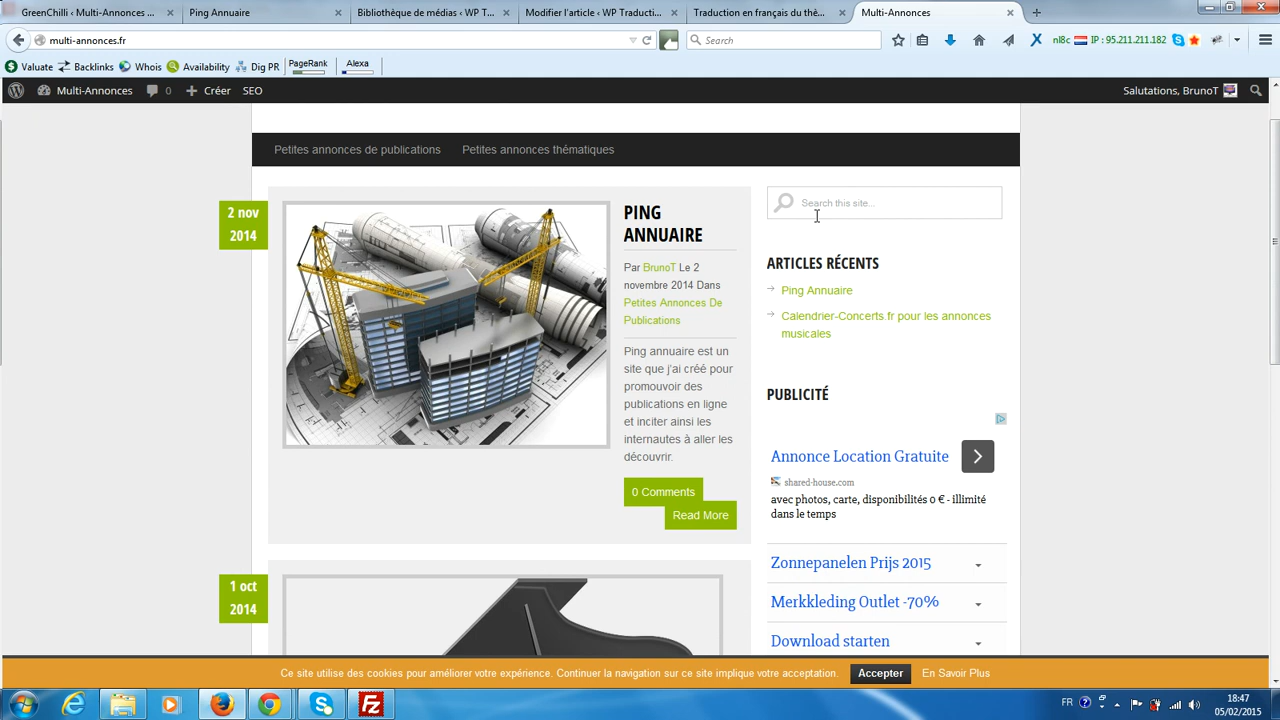 GreenChill ‹ Multi-Annonces ...
Ping Annuaire
Bibliothèque de médias ‹ WP T...
Modifier l'article ‹ WP Traductio...
Traduction en français du thè...
Multi-Annonces
multi-annonces.fr
Search
nl8c
IP : 95.211.211.182
Valuate
Backlinks
Whois
Availability
Dig PR
PageRank
Alexa
Multi-Annonces
0
Créer
SEO
Salutations, BrunoT
Petites annonces de publications
Petites annonces thématiques
2 nov
2014
PING
ANNUAIRE
Par BrunoT Le 2
novembre 2014 Dans
Petites Annonces De
Publications
Ping annuaire est un
site que j'ai créé pour
promouvoir des
publications en ligne
et inciter ainsi les
internautes à aller les
découvrir.
0 Comments
Read More
1 oct
2014
Search this site...
ARTICLES RÉCENTS
Ping Annuaire
Calendrier-Concerts.fr pour les annonces
musicales
PUBLICITÉ
Annonce Location Gratuite
shared-house.com
avec photos, carte, disponibilités 0 € - illimité
dans le temps
Zonnepanelen Prijs 2015
Merkkleding Outlet -70%
Download starten
Ce site utilise des cookies pour améliorer votre expérience. Continuer la navigation sur ce site implique votre acceptation.
Accepter
En Savoir Plus
FR
18:47
05/02/2015